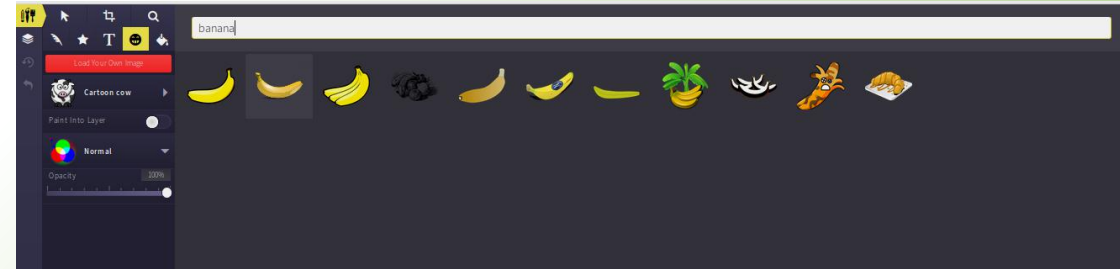 banana
Load Your Own Image
Cartoon cow
Paint Into Layer
Normal
Opacity 100%